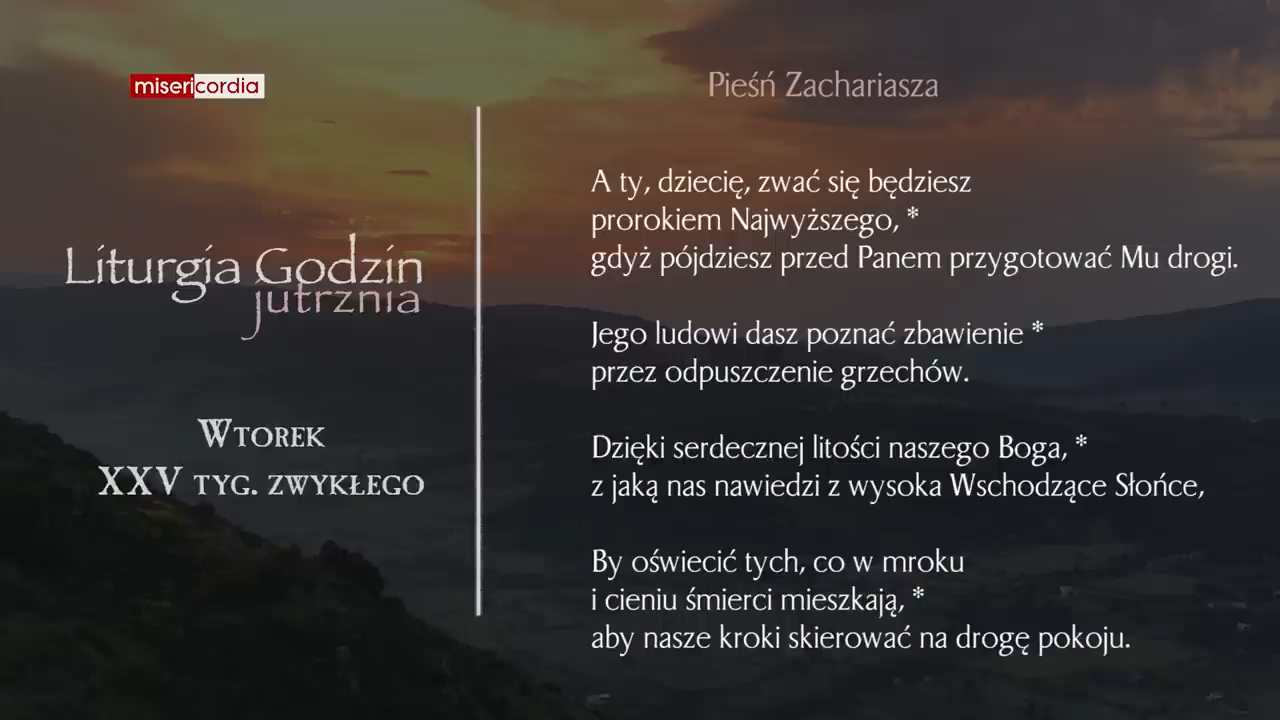 misericordia
Liturgia Godzin
jutrznia
Wtorek
XXV tyg. zwykłego
Pieśń Zachariasza
A ty, dziecię, zwać się będziesz
prorokiem Najwyższego, *
gdyż pójdziesz przed Panem przygotować Mu drogi.
Jego ludowi dasz poznać zbawienie *
przez odpuszczenie grzechów.
Dzięki serdecznej litości naszego Boga, *
z jaką nas nawiedzi z wysoka Wschodzące Słońce,
By oświecić tych, co w mroku
i cieniu śmierci mieszkają, *
aby nasze kroki skierować na drogę pokoju.